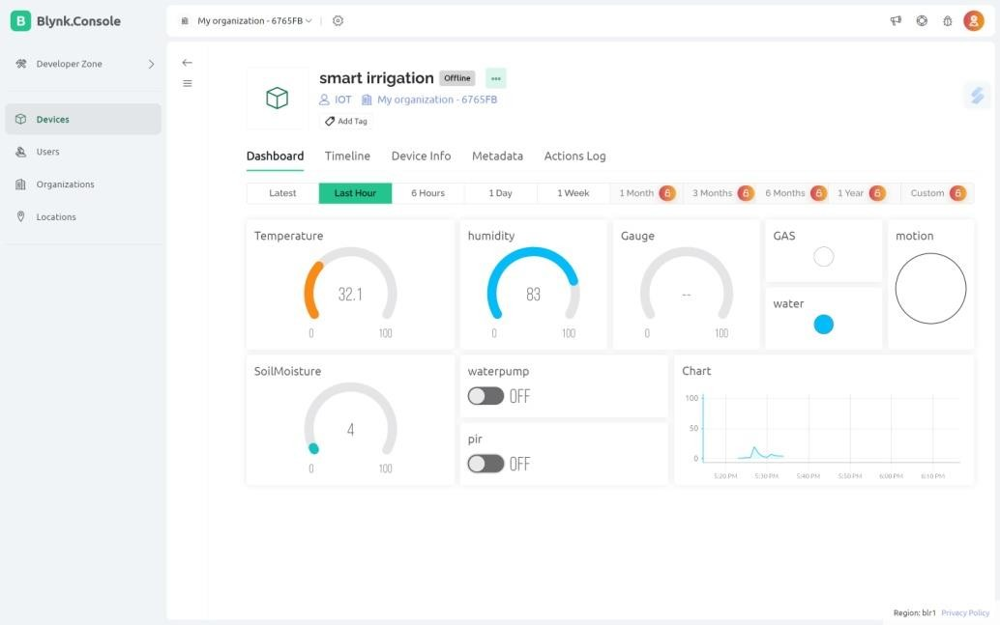 B Blynk.Console
My organization - 6765FB
Developer Zone
Devices
Users
Organizations
Locations
smart irrigation Offline
IOT My organization - 6765FB
Add Tag
Dashboard Timeline Device Info Metadata Actions Log
Latest Last Hour 6 Hours 1 Day 1 Week 1 Month 3 Months 6 Months 1 Year Custom
Temperature
32.1
0 100
humidity
83
0 100
Gauge
--
0 100
GAS
water
motion
SoilMoisture
4
0 100
waterpump
OFF
pir
OFF
Chart
100
50
0
5:20 PM 5:30 PM 5:40 PM 5:50 PM 6:00 PM 6:10 PM
Region: blr1 Privacy Policy